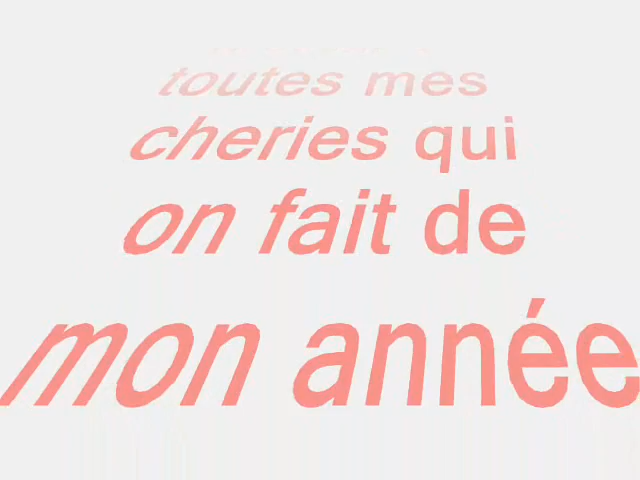 toutes mes
cheries qui
on fait de
mon année